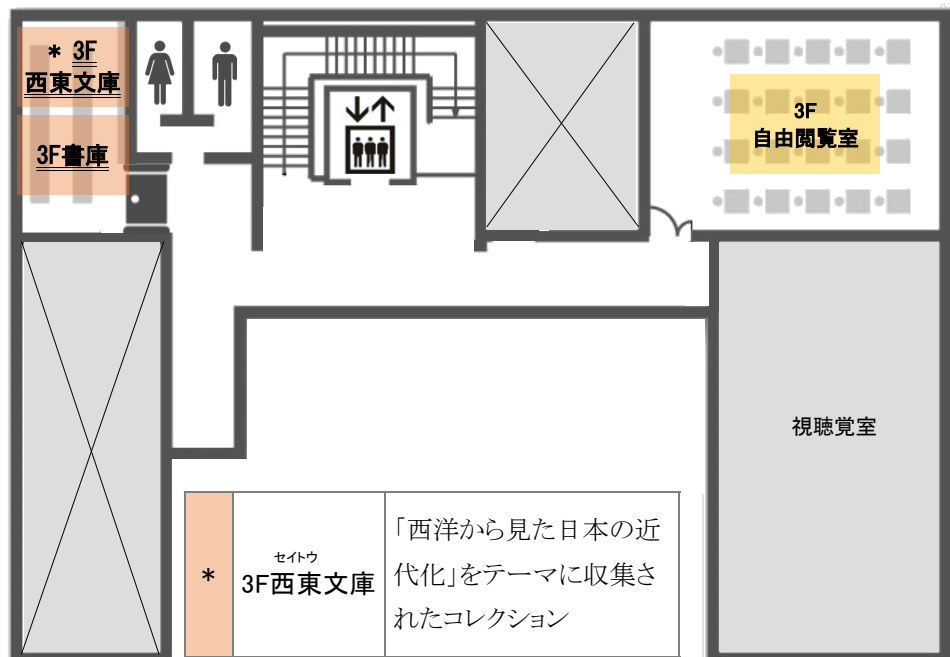 * 3F
西東文庫
3F書庫
3F
自由閲覧室
視聴覚室
*
セイトウ
3F西東文庫
「西洋から見た日本の近
代化」をテーマに収集さ
れたコレクション